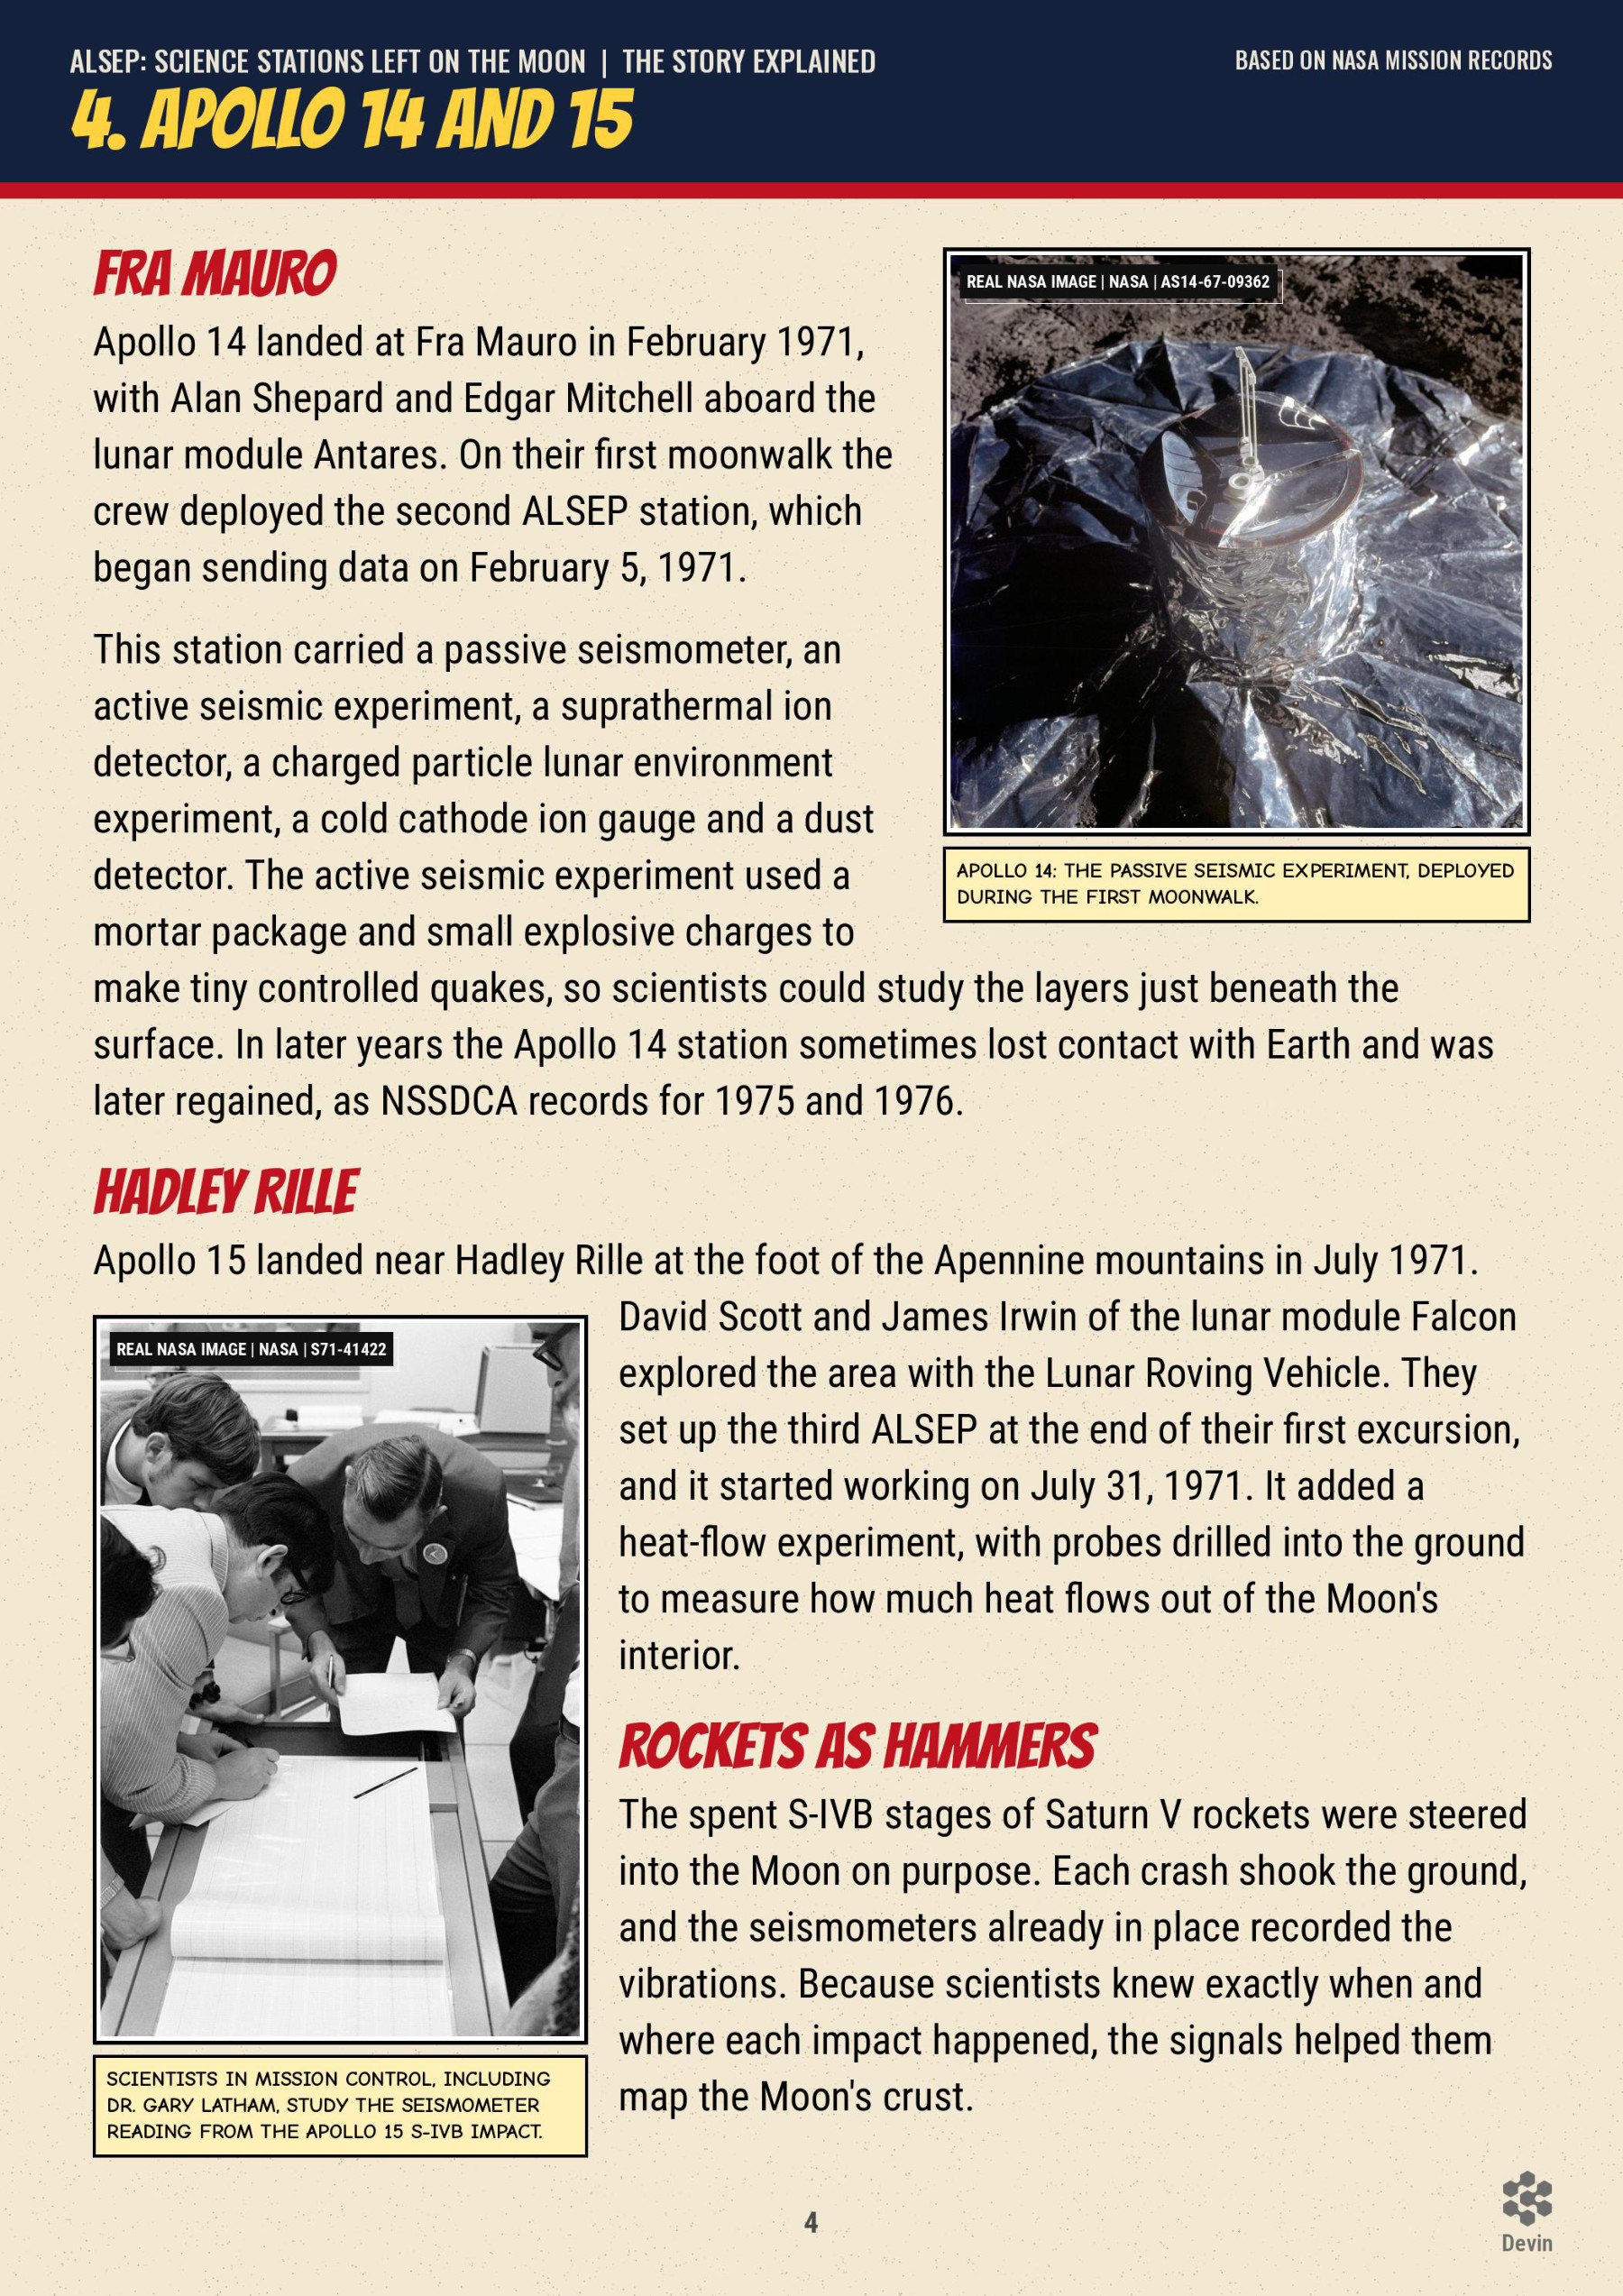 ALSEP: SCIENCE STATIONS LEFT ON THE MOON | THE STORY EXPLAINED
BASED ON NASA MISSION RECORDS
4. APOLLO 14 AND 15
FRA MAURO
Apollo 14 landed at Fra Mauro in February 1971,
with Alan Shepard and Edgar Mitchell aboard the
lunar module Antares. On their first moonwalk the
crew deployed the second ALSEP station, which
began sending data on February 5, 1971.
This station carried a passive seismometer, an
active seismic experiment, a suprathermal ion
detector, a charged particle lunar environment
experiment, a cold cathode ion gauge and a dust
detector. The active seismic experiment used a
mortar package and small explosive charges to
make tiny controlled quakes, so scientists could study the layers just beneath the
surface. In later years the Apollo 14 station sometimes lost contact with Earth and was
later regained, as NSSDCA records for 1975 and 1976.
REAL NASA IMAGE | NASA | AS14-67-09362
APOLLO 14: THE PASSIVE SEISMIC EXPERIMENT, DEPLOYED
DURING THE FIRST MOONWALK.
HADLEY RILLE
Apollo 15 landed near Hadley Rille at the foot of the Apennine mountains in July 1971.
David Scott and James Irwin of the lunar module Falcon
explored the area with the Lunar Roving Vehicle. They
set up the third ALSEP at the end of their first excursion,
and it started working on July 31, 1971. It added a
heat-flow experiment, with probes drilled into the ground
to measure how much heat flows out of the Moon's
interior.
REAL NASA IMAGE | NASA | S71-41422
SCIENTISTS IN MISSION CONTROL, INCLUDING
DR. GARY LATHAM, STUDY THE SEISMOMETER
READING FROM THE APOLLO 15 S-IVB IMPACT.
ROCKETS AS HAMMERS
The spent S-IVB stages of Saturn V rockets were steered
into the Moon on purpose. Each crash shook the ground,
and the seismometers already in place recorded the
vibrations. Because scientists knew exactly when and
where each impact happened, the signals helped them
map the Moon's crust.
4
Devin